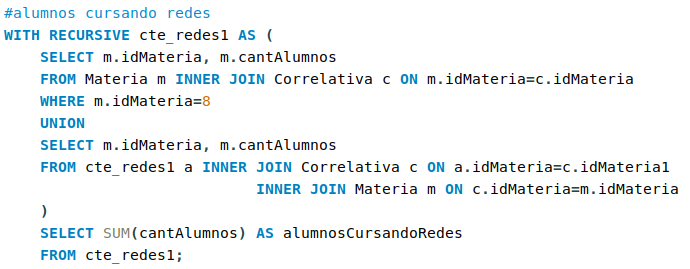 #alumnos cursando redes
WITH RECURSIVE cte_redes1 AS (
    SELECT m.idMateria, m.cantAlumnos
    FROM Materia m INNER JOIN Correlativa c ON m.idMateria=c.idMateria
    WHERE m.idMateria=8
    UNION
    SELECT m.idMateria, m.cantAlumnos
    FROM cte_redes1 a INNER JOIN Correlativa c ON a.idMateria=c.idMateria1
                             INNER JOIN Materia m ON c.idMateria=m.idMateria
    )
    SELECT SUM(cantAlumnos) AS alumnosCursandoRedes
    FROM cte_redes1;